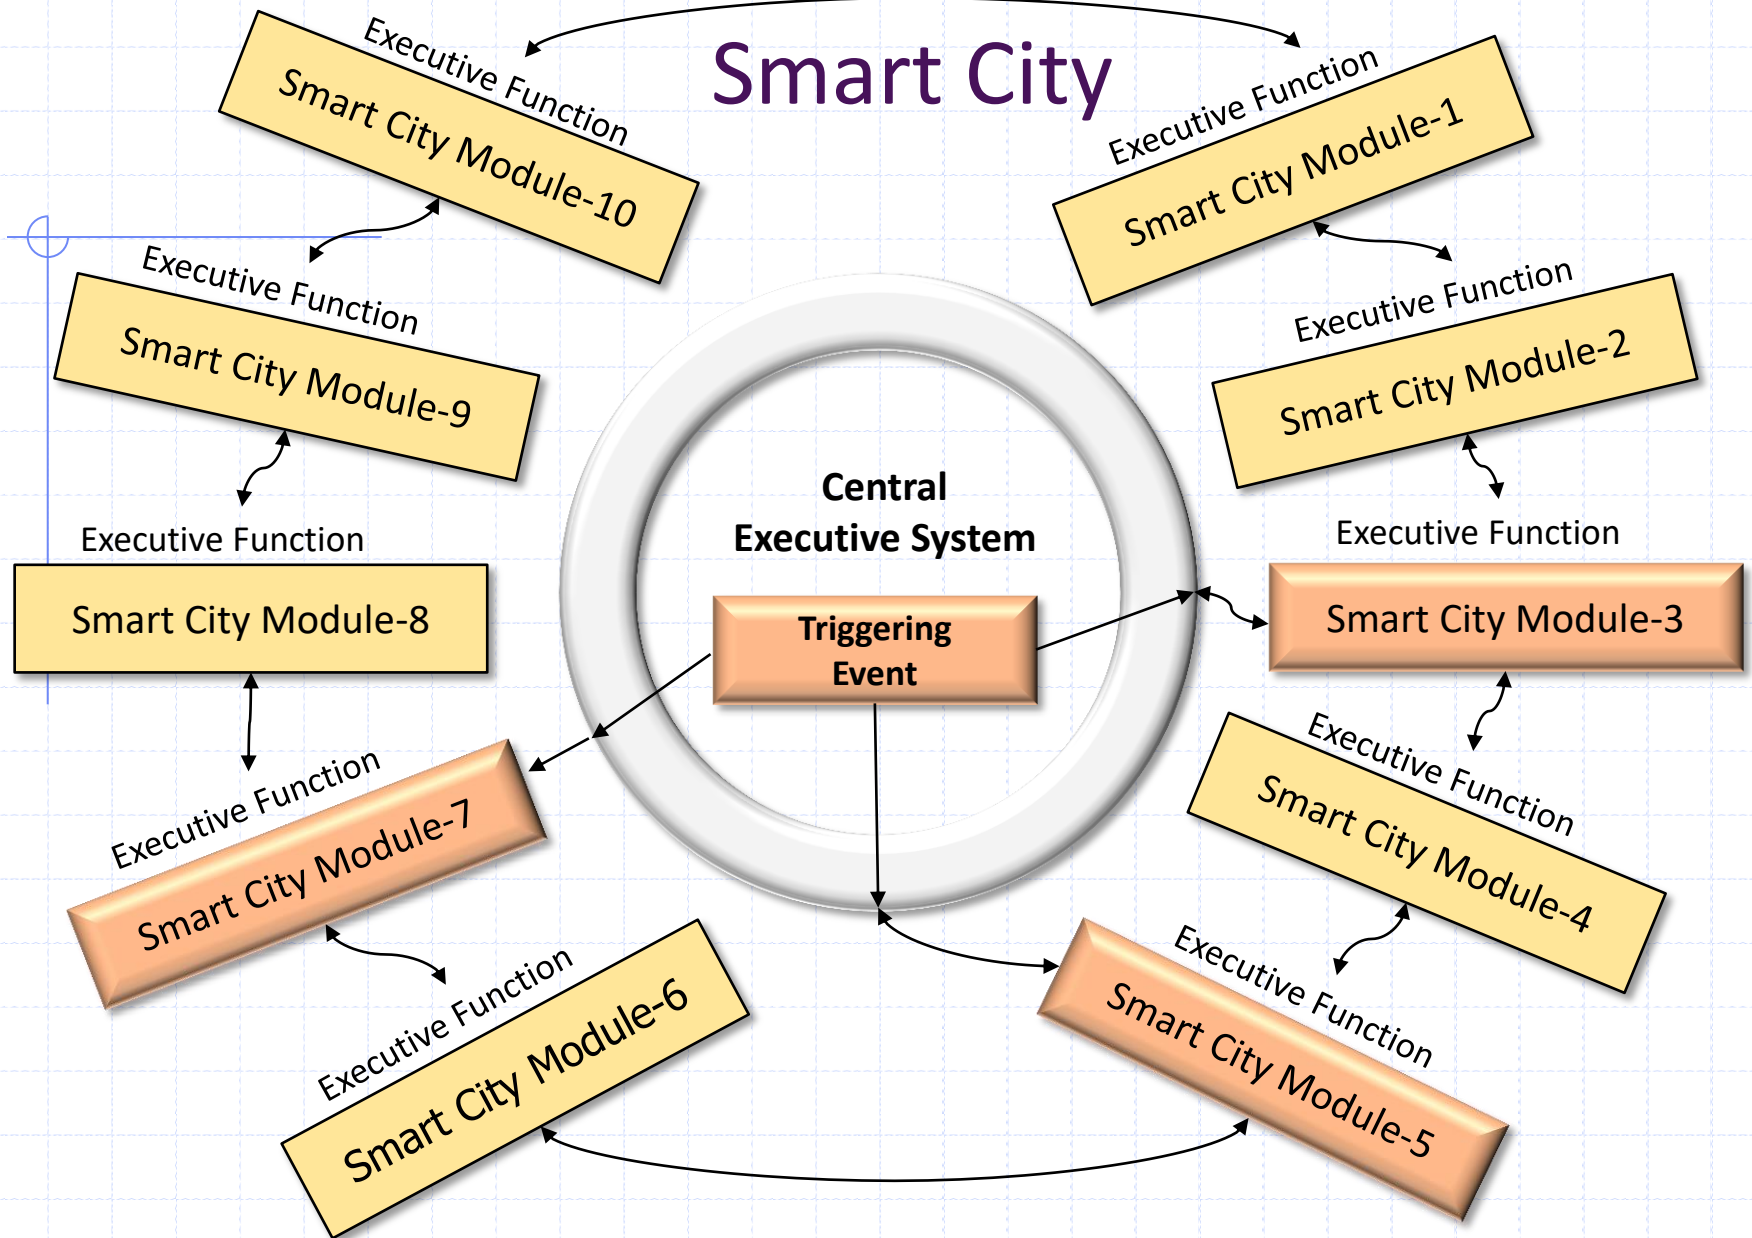 Smart City
Executive Function
Smart City Module-10
Executive Function
Smart City Module-1
Executive Function
Smart City Module-9
Executive Function
Smart City Module-2
Central
Executive System
Executive Function
Smart City Module-8
Executive Function
Smart City Module-3
Triggering
Event
Executive Function
Smart City Module-7
Executive Function
Smart City Module-4
Executive Function
Smart City Module-6
Executive Function
Smart City Module-5